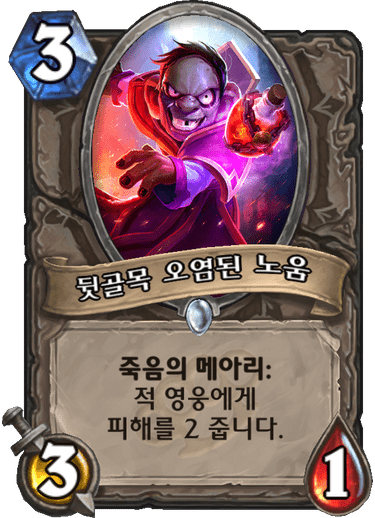 3
뒷골목 오염된 노움
죽음의 메아리:
적 영웅에게
피해를 2 줍니다.
3
1